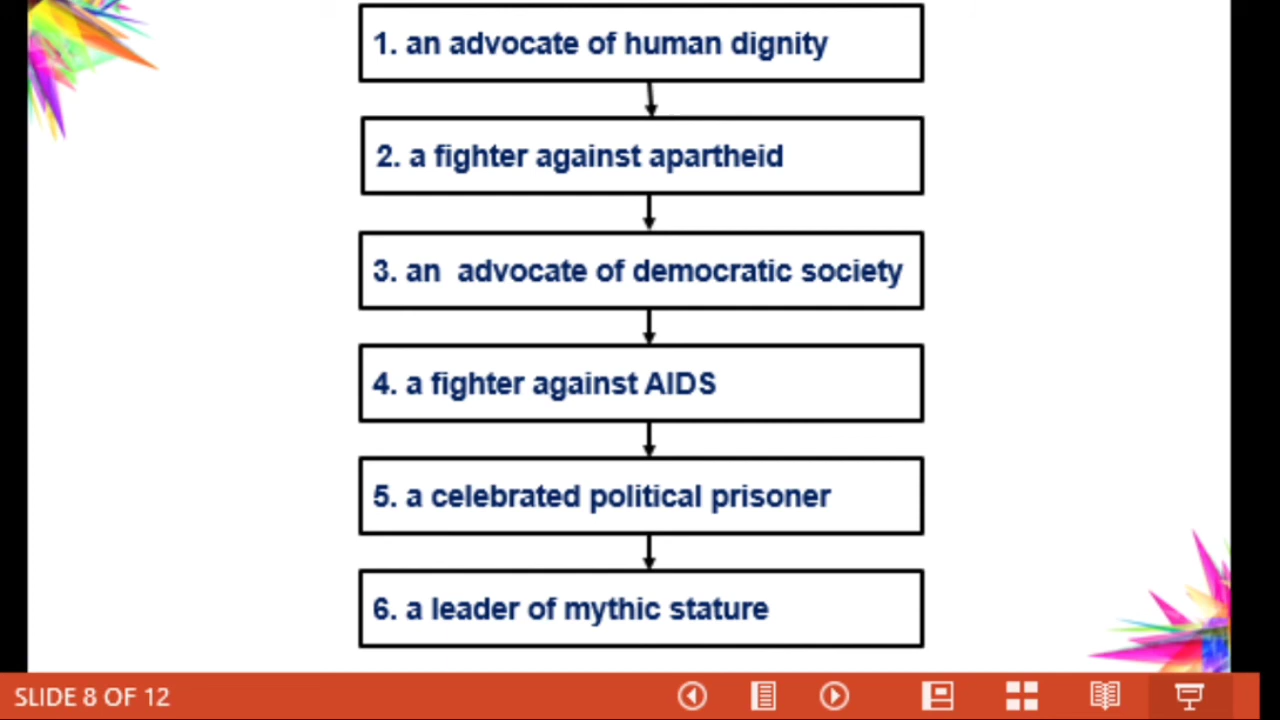 1. an advocate of human dignity
2. a fighter against apartheid
3. an  advocate of democratic society
4. a fighter against AIDS
5. a celebrated political prisoner
6. a leader of mythic stature
SLIDE 8 OF 12